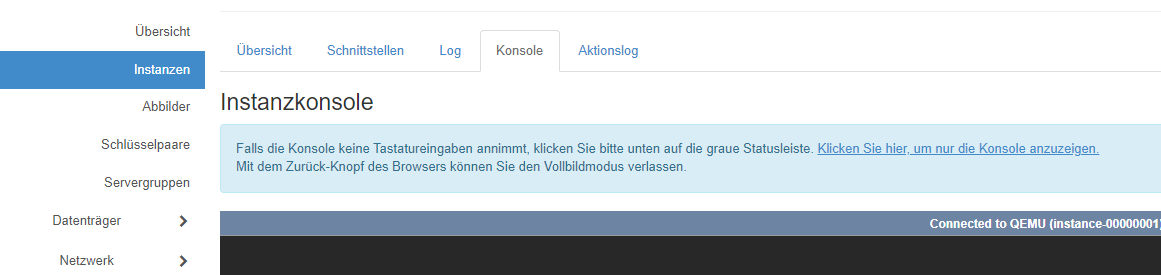 Übersicht
Instanzen
Abbilder
Schlüsselpaare
Servergruppen
Datenträger
Netzwerk
Übersicht Schnittstellen Log Konsole Aktionslog
Instanzkonsole
Falls die Konsole keine Tastatureingaben annimmt, klicken Sie bitte unten auf die graue Statusleiste. Klicken Sie hier, um nur die Konsole anzuzeigen.
Mit dem Zurück-Knopf des Browsers können Sie den Vollbildmodus verlassen.
Connected to QEMU (instance-00000001)